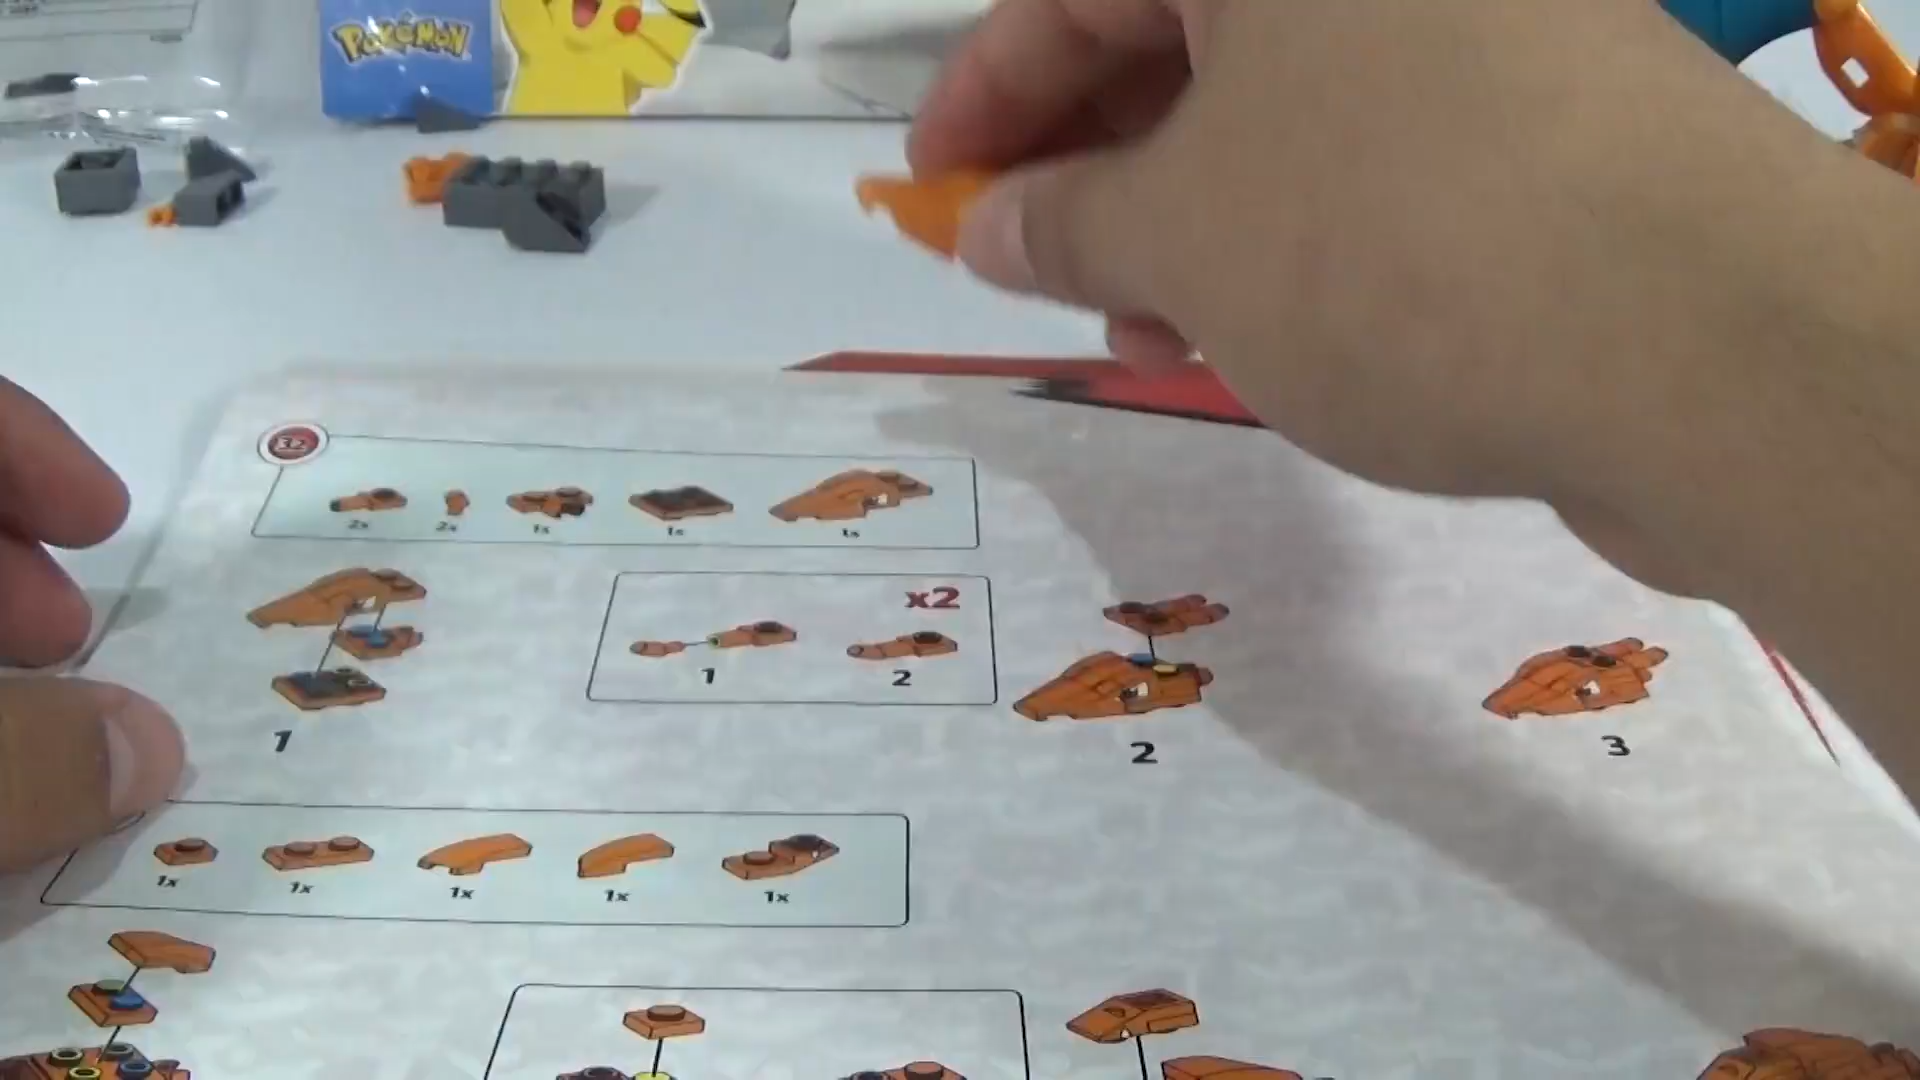 POKéMON
32
2x 2x 1x 1x 1x
x2
1 2
1 2 3
1x 1x 1x 1x 1x